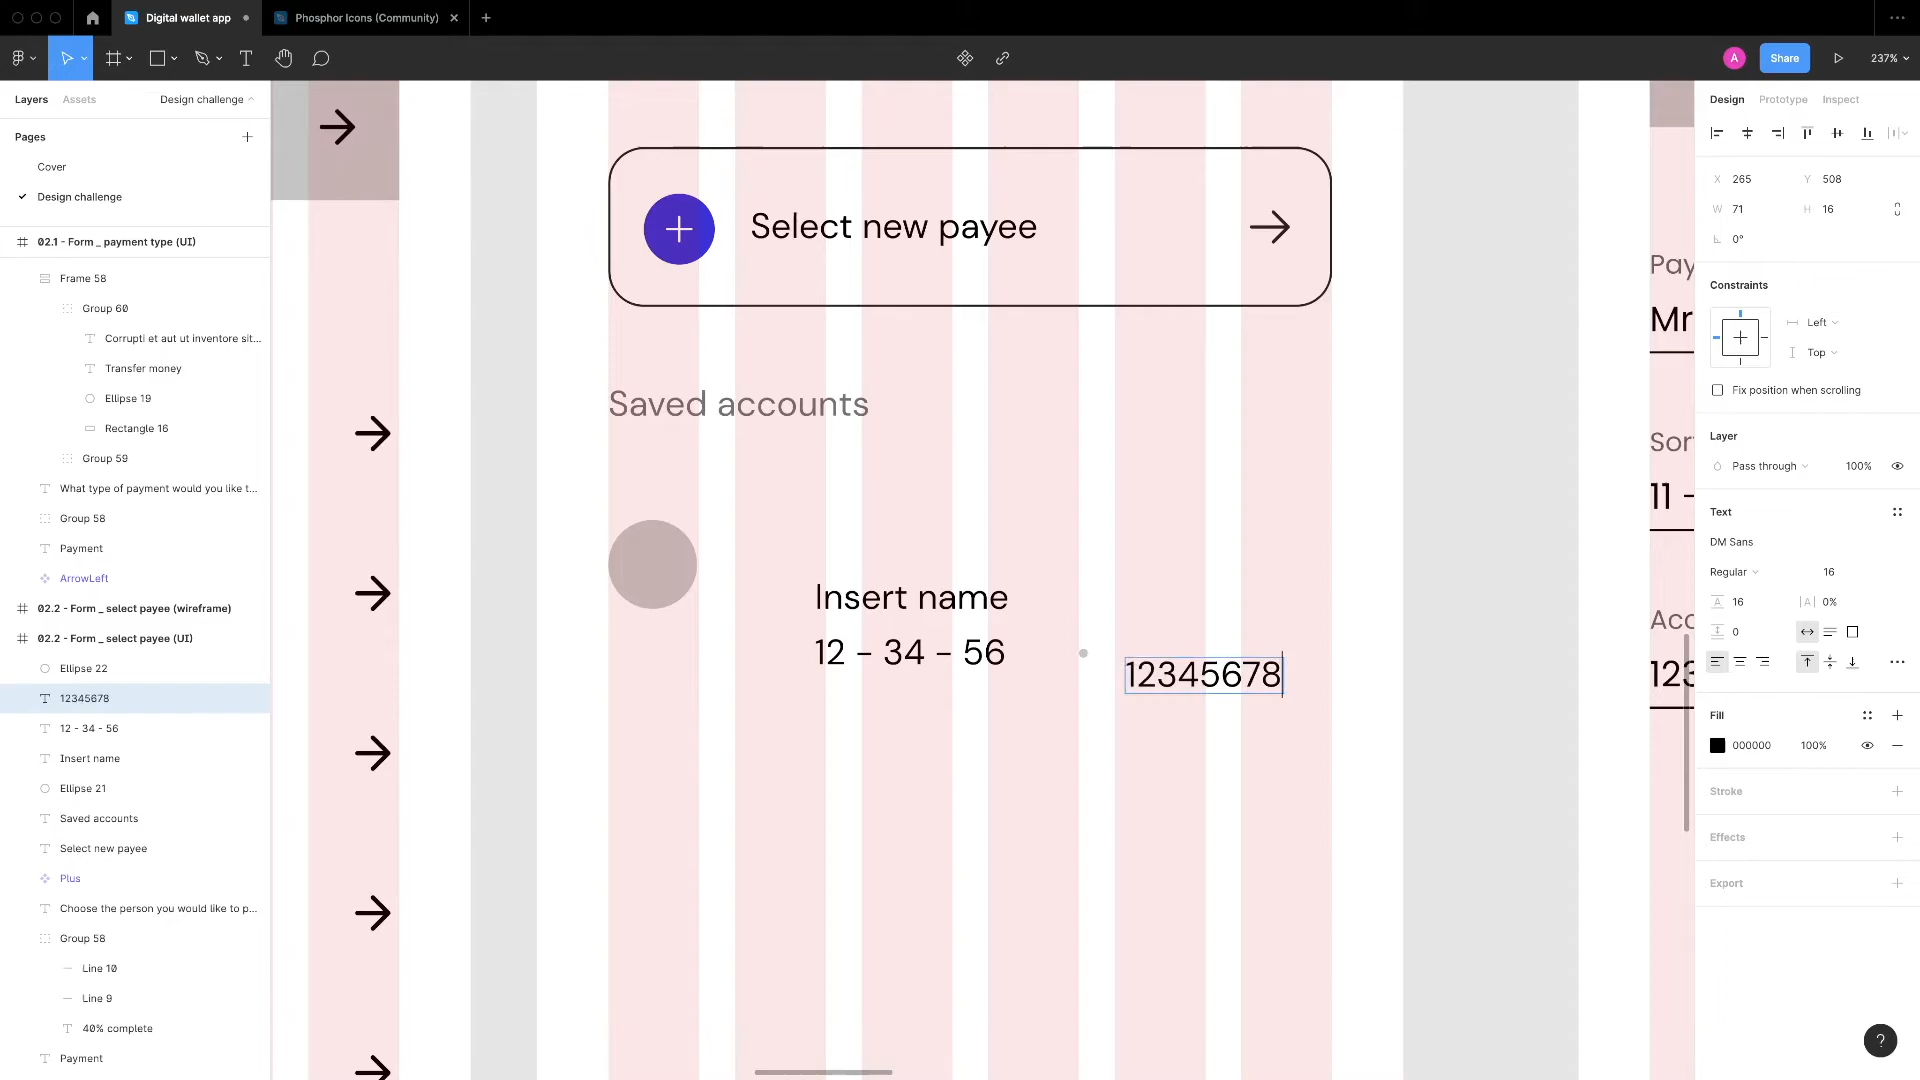 Digital wallet app
Phosphor Icons (Community)
T
A
Share
237%
Layers
Assets
Design challenge
Design
Prototype
Inspect
Pages
Cover
Design challenge
X 265
Y 508
W 71
H 16
0°
02.1 - Form _ payment type (UI)
Frame 58
Group 60
Corrupti et aut ut inventore sit...
Transfer money
Ellipse 19
Rectangle 16
Group 59
What type of payment would you like t...
Group 58
Payment
ArrowLeft
02.2 - Form _ select payee (wireframe)
02.2 - Form _ select payee (UI)
Ellipse 22
12345678
12 - 34 - 56
Insert name
Ellipse 21
Saved accounts
Select new payee
Plus
Choose the person you would like to p...
Group 58
Line 10
Line 9
40% complete
Payment
Select new payee
Saved accounts
Insert name
12 - 34 - 56
12345678
Pay
Mr
Sor
11 -
Acc
123
Constraints
Left
Top
Fix position when scrolling
Layer
Pass through
100%
Text
DM Sans
Regular
16
16
0%
0
Fill
000000
100%
Stroke
Effects
Export
?